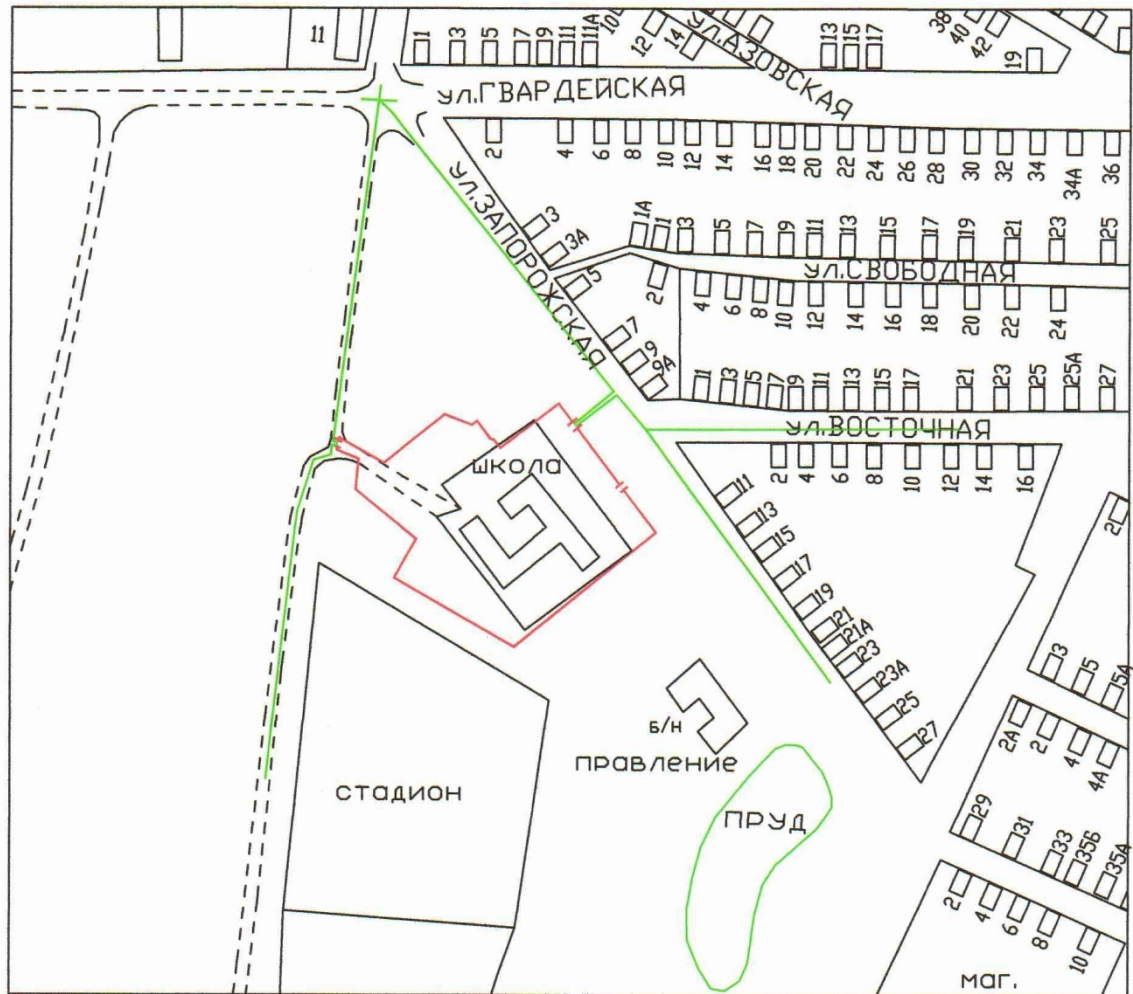 11
1 3 5 7 9 11 11А
10 12 14
ул.АЗОВСКАЯ
13 15 17
38 40 42
19
ул.ГВАРДЕЙСКАЯ
2 4 6 8 10 12 14 16 18 20 22 24 26 28 30 32 34 34А 36
ул.ЗАПОРОЖСКАЯ
3 3А 5 7 9 9А
1А 1 3 5 7 9 11 13 15 17 19 21 23 25
ул.СВОБОДНАЯ
2 4 6 8 10 12 14 16 18 20 22 24
11 13 15 17 9 11 13 15 17 21 23 25 25А 27
ул.ВОСТОЧНАЯ
2 4 6 8 10 12 14 16
школа
11 13 15 17 19 21 21А 23 23А 25 27
2
3 5 5А
2А 2 4 4А
29 31 33 35Б 35А
2 4 6 8 10
б/н
правление
стадион
ПРУД
маг.